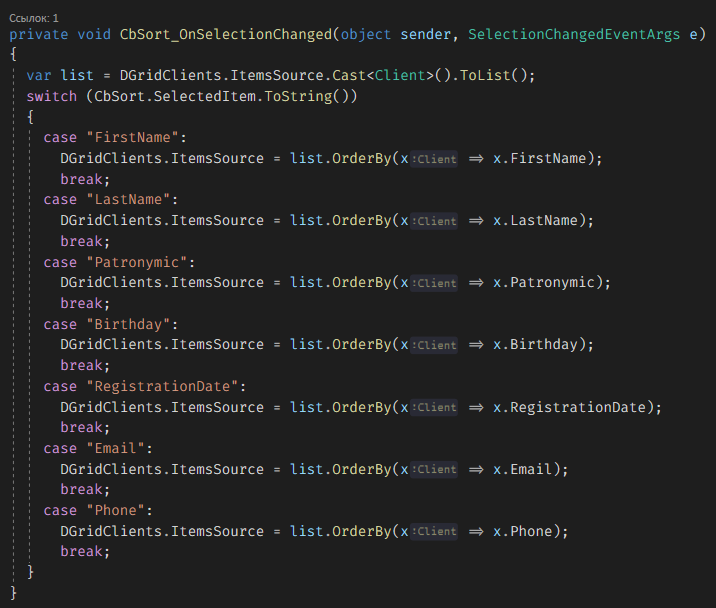 Ссылок: 1
private void CbSort_OnSelectionChanged(object sender, SelectionChangedEventArgs e)
{
  var list = DGridClients.ItemsSource.Cast<Client>().ToList();
  switch (CbSort.SelectedItem.ToString())
  {
    case "FirstName":
      DGridClients.ItemsSource = list.OrderBy(x:Client => x.FirstName);
      break;
    case "LastName":
      DGridClients.ItemsSource = list.OrderBy(x:Client => x.LastName);
      break;
    case "Patronymic":
      DGridClients.ItemsSource = list.OrderBy(x:Client => x.Patronymic);
      break;
    case "Birthday":
      DGridClients.ItemsSource = list.OrderBy(x:Client => x.Birthday);
      break;
    case "RegistrationDate":
      DGridClients.ItemsSource = list.OrderBy(x:Client => x.RegistrationDate);
      break;
    case "Email":
      DGridClients.ItemsSource = list.OrderBy(x:Client => x.Email);
      break;
    case "Phone":
      DGridClients.ItemsSource = list.OrderBy(x:Client => x.Phone);
      break;
  }
}